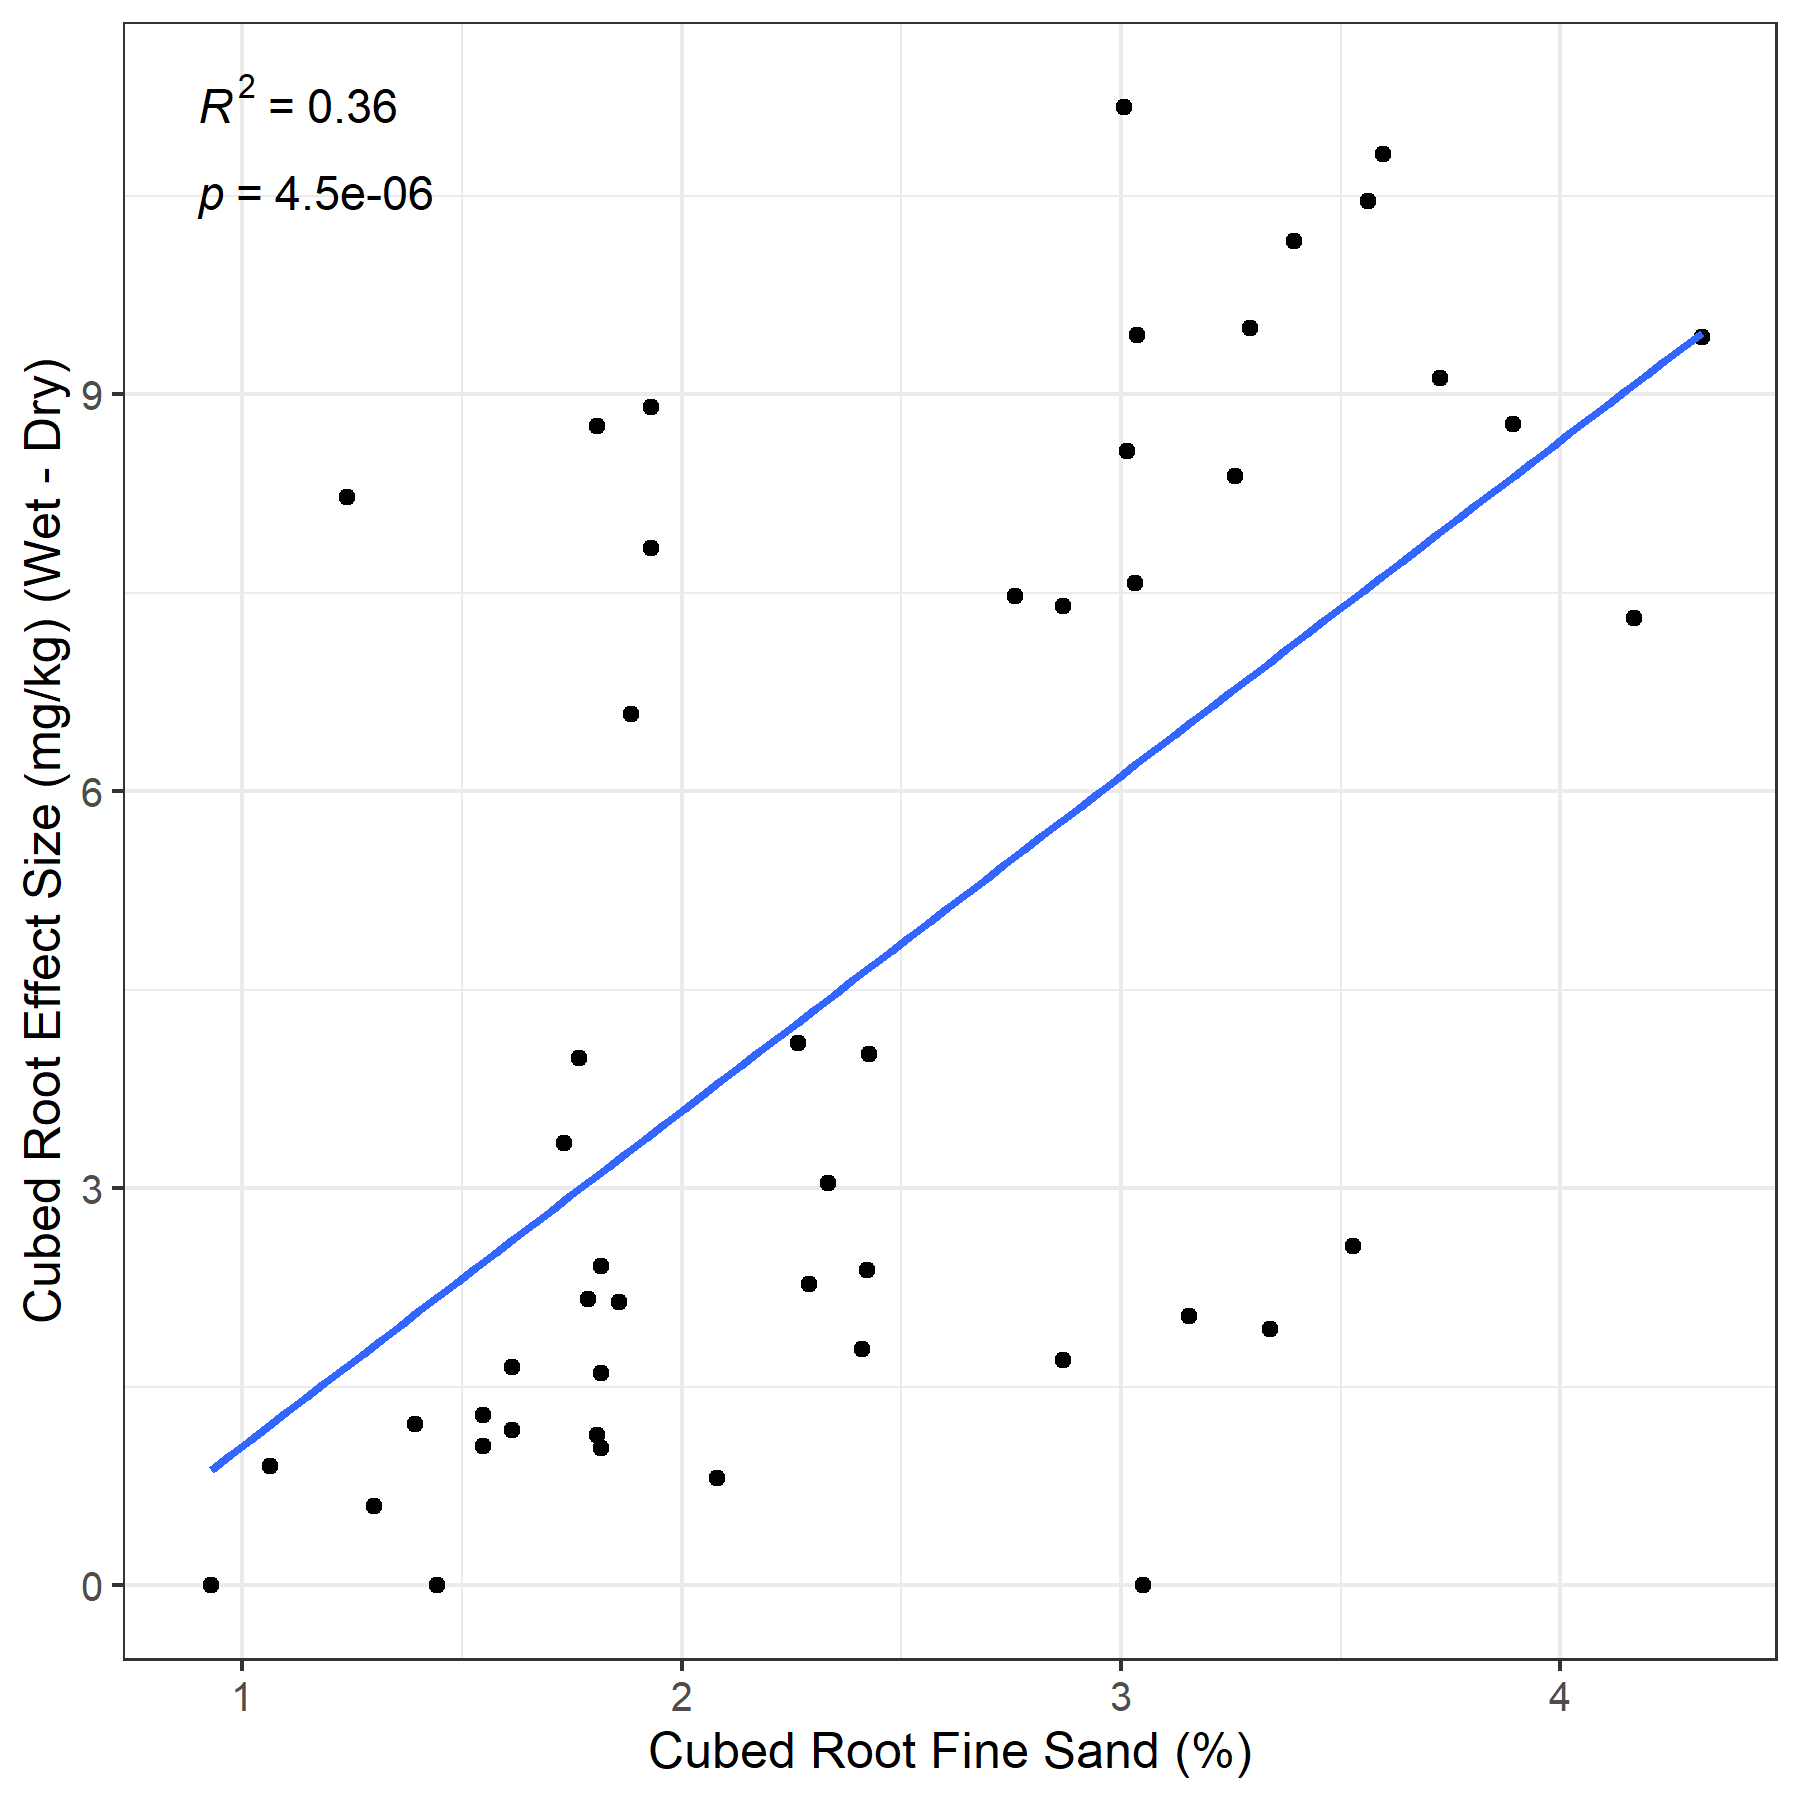 R² = 0.36
p = 4.5e-06
Cubed Root Effect Size (mg/kg) (Wet - Dry)
9
6
3
0
1 2 3 4
Cubed Root Fine Sand (%)